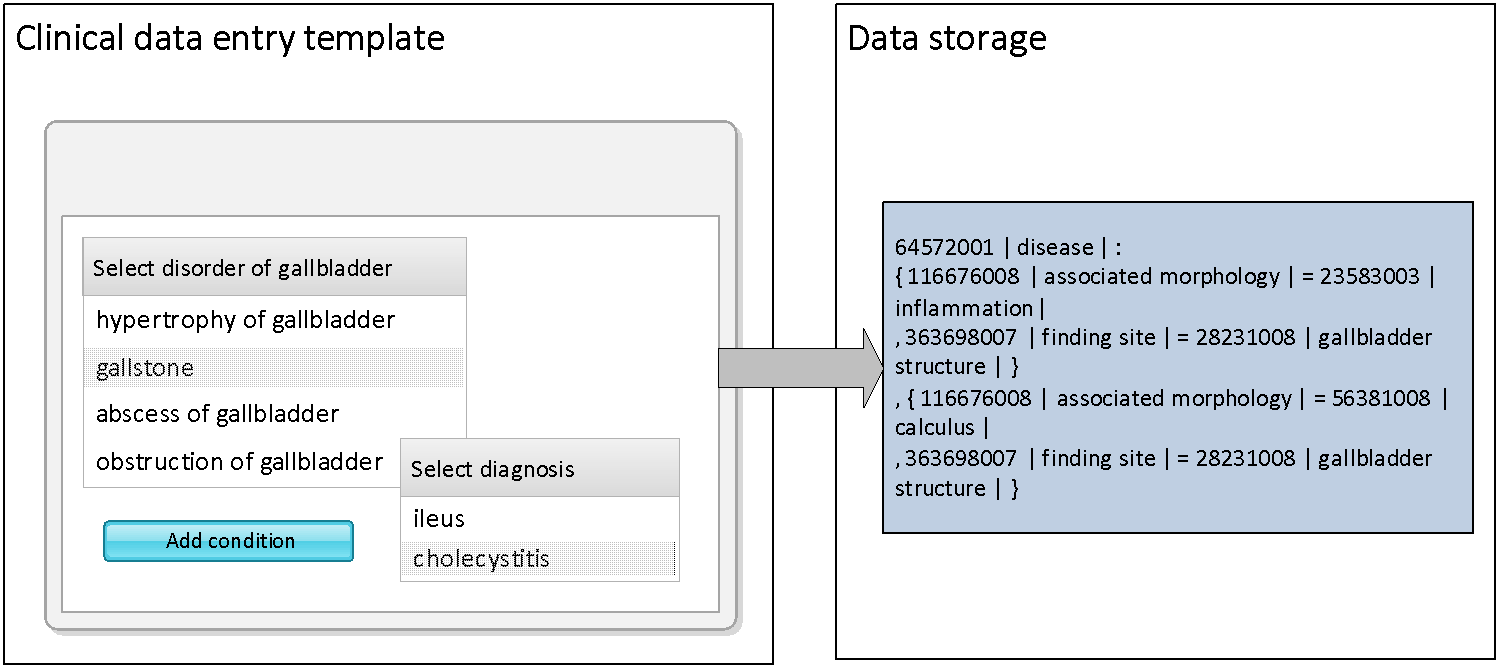 Clinical data entry template
Select disorder of gallbladder
hypertrophy of gallbladder
gallstone
abscess of gallbladder
obstruction of gallbladder
Add condition
Select diagnosis
ileus
cholecystitis
Data storage
64572001 | disease | :
{ 116676008 | associated morphology | = 23583003 |
inflammation |
, 363698007 | finding site | = 28231008 | gallbladder
structure | }
, { 116676008 | associated morphology | = 56381008 |
calculus |
, 363698007 | finding site | = 28231008 | gallbladder
structure | }